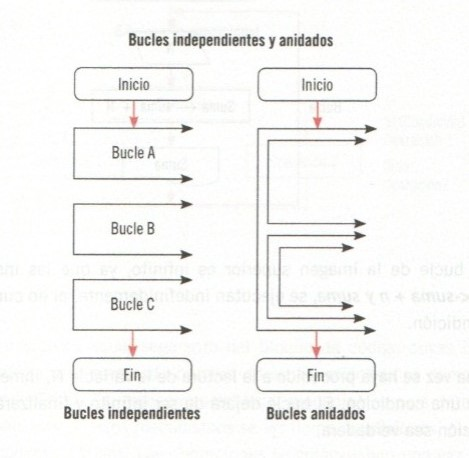 Bucles independientes y anidados
Inicio
Inicio
Bucle A
Bucle B
Bucle C
Fin
Fin
Bucles independientes
Bucles anidados